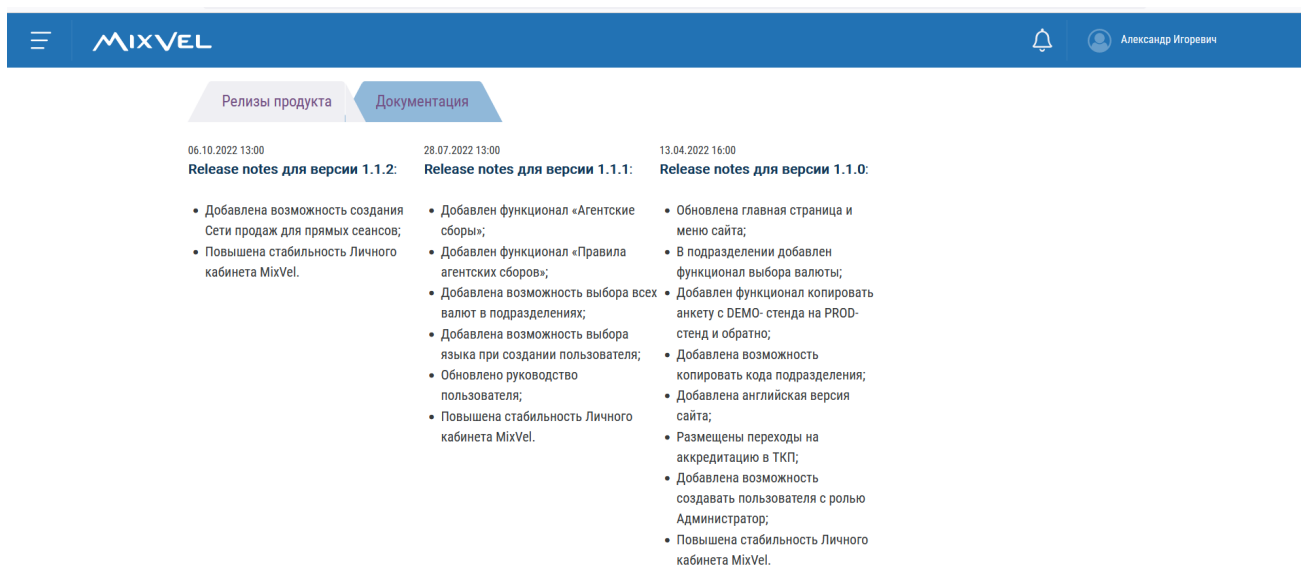 MIXVEL
Александр Игоревич
Релизы продукта
Документация
06.10.2022 13:00
Release notes для версии 1.1.2:
• Добавлена возможность создания
Сети продаж для прямых сеансов;
• Повышена стабильность Личного
кабинета MixVel.
28.07.2022 13:00
Release notes для версии 1.1.1:
• Добавлен функционал «Агентские
сборы»;
• Добавлен функционал «Правила
агентских сборов»;
• Добавлена возможность выбора всех
валют в подразделениях;
• Добавлена возможность выбора
языка при создании пользователя;
• Обновлено руководство
пользователя;
• Повышена стабильность Личного
кабинета MixVel.
13.04.2022 16:00
Release notes для версии 1.1.0:
• Обновлена главная страница и
меню сайта;
• В подразделении добавлен
функционал выбора валюты;
• Добавлен функционал копировать
анкету с DEMO- стенда на PROD-
стенд и обратно;
• Добавлена возможность
копировать кода подразделения;
• Добавлена английская версия
сайта;
• Размещены переходы на
аккредитацию в ТКП;
• Добавлена возможность
создавать пользователя с ролью
Администратор;
• Повышена стабильность Личного
кабинета MixVel.